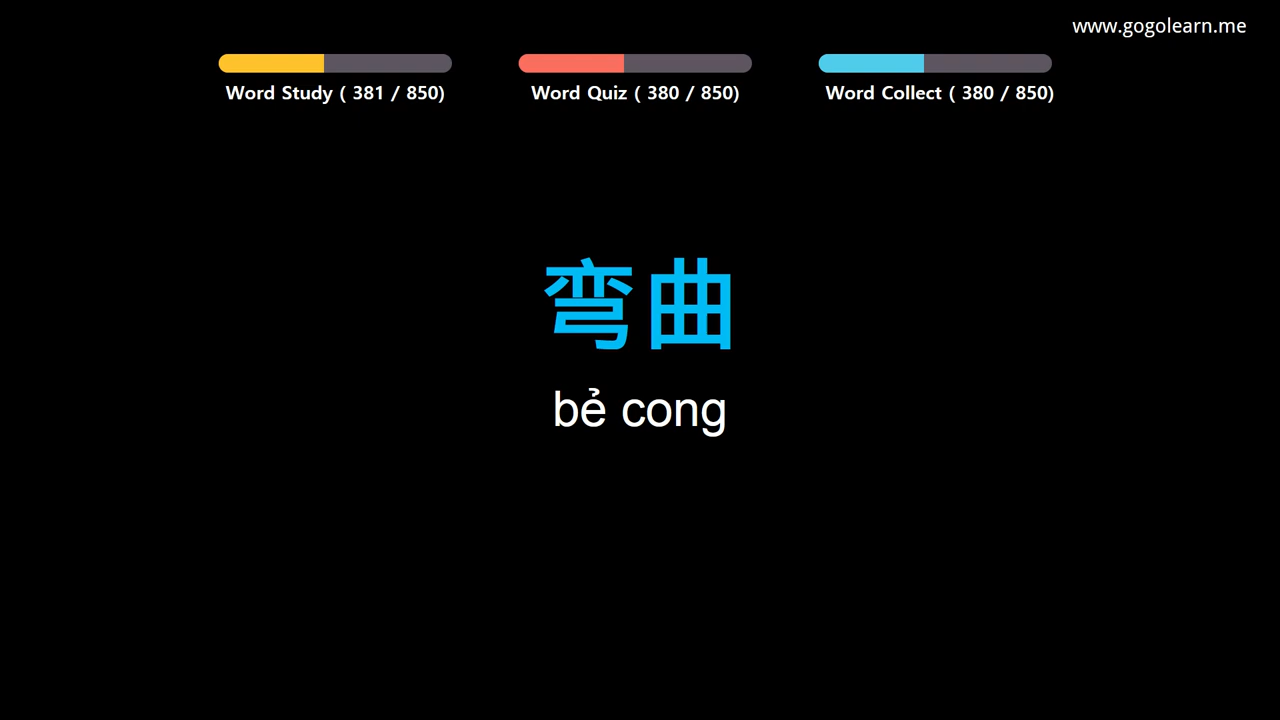 www.gogolearn.me
Word Study ( 381 / 850)
Word Quiz ( 380 / 850)
Word Collect ( 380 / 850)
弯曲
bẻ cong